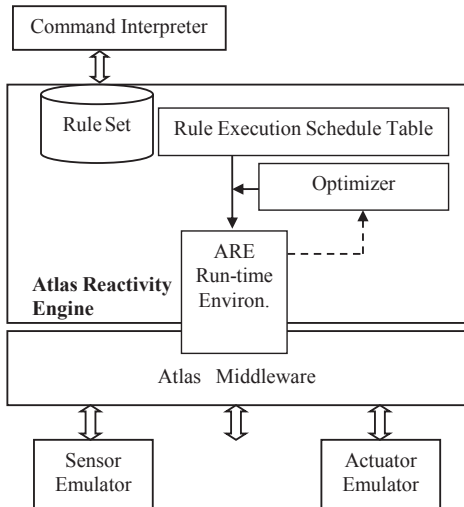 Command Interpreter
Rule Set
Rule Execution Schedule Table
Optimizer
ARE
Run-time
Environ.
Atlas Reactivity
Engine
Atlas Middleware
Sensor
Emulator
Actuator
Emulator